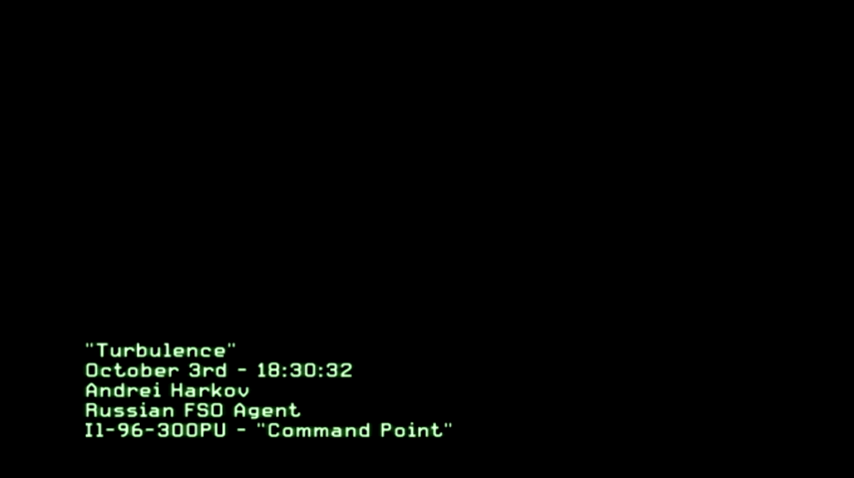 "Turbulence"
October 3rd - 18:30:32
Andrei Harkov
Russian FSO Agent
Il-96-300PU - "Command Point"